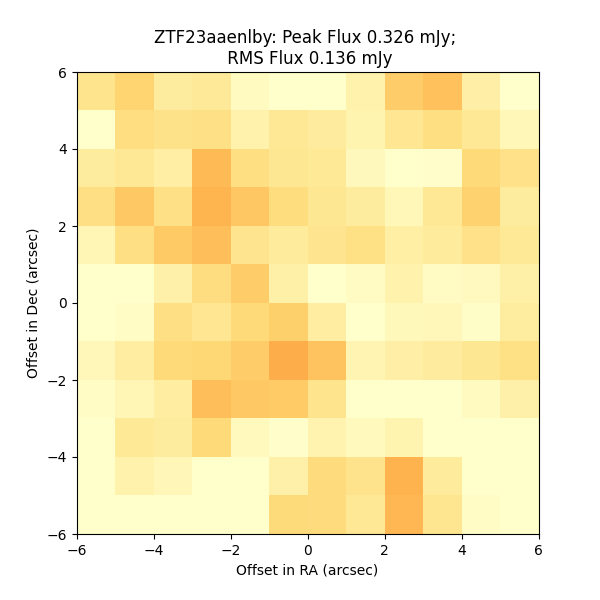 ZTF23aaenlby: Peak Flux 0.326 mJy;
RMS Flux 0.136 mJy
6
4
2
0
−2
−4
−6
Offset in Dec (arcsec)
−6 −4 −2 0 2 4 6
Offset in RA (arcsec)